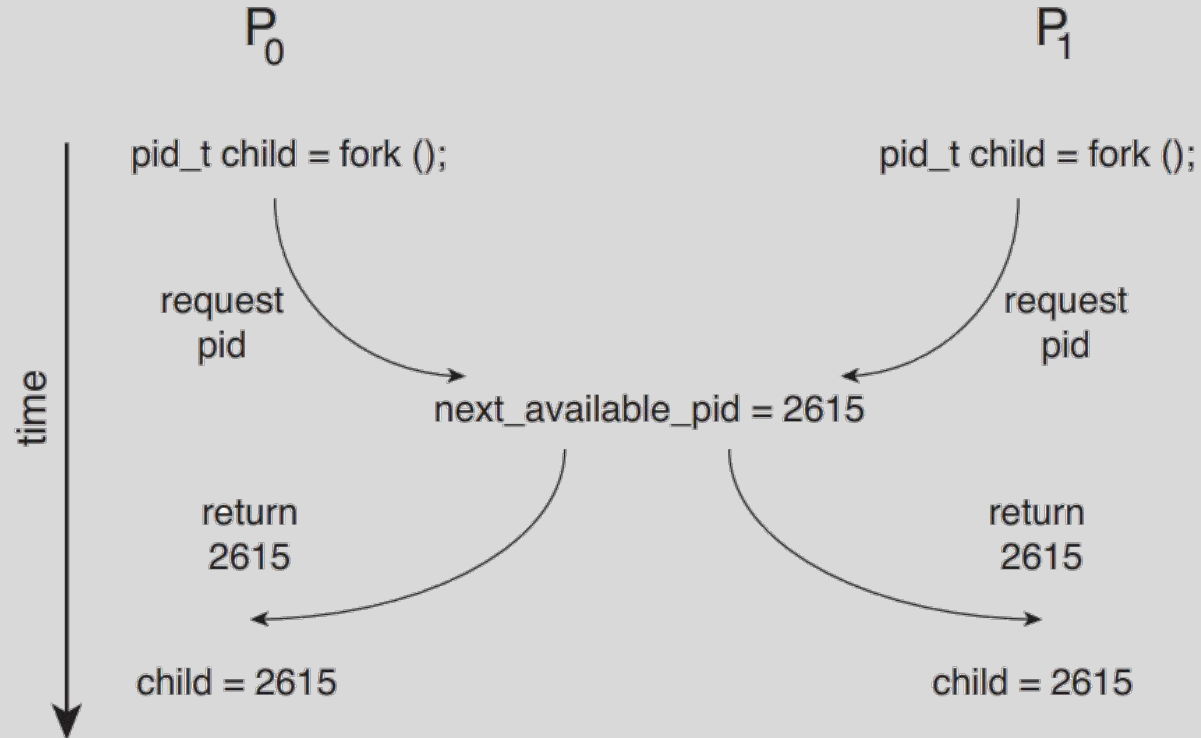 P0
P1
pid_t child = fork ();
pid_t child = fork ();
request
pid
request
pid
time
next_available_pid = 2615
return
2615
return
2615
child = 2615
child = 2615